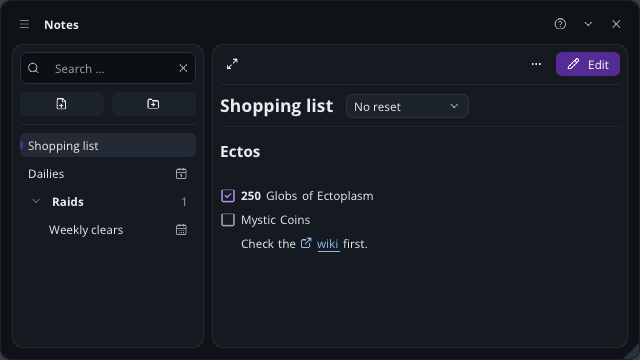 Notes
Search ...
Edit
Shopping list
No reset
Shopping list
Dailies
Raids
1
Weekly clears
Ectos
250 Globs of Ectoplasm
Mystic Coins
Check the wiki first.